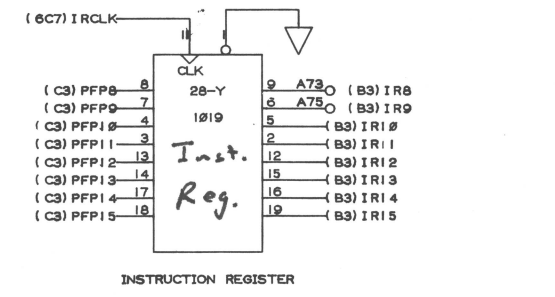 (6C7) IRCLK 11 1
CLK
(C3) PFP8 8 28-Y 9 A73 (B3) IR8
(C3) PFP9 7 6 A75 (B3) IR9
1019
(C3) PFP10 4 5 (B3) IR10
(C3) PFP11 3 2 (B3) IR11
Inst.
(C3) PFP12 13 12 (B3) IR12
(C3) PFP13 14 15 (B3) IR13
Reg.
(C3) PFP14 17 16 (B3) IR14
(C3) PFP15 18 19 (B3) IR15
INSTRUCTION REGISTER